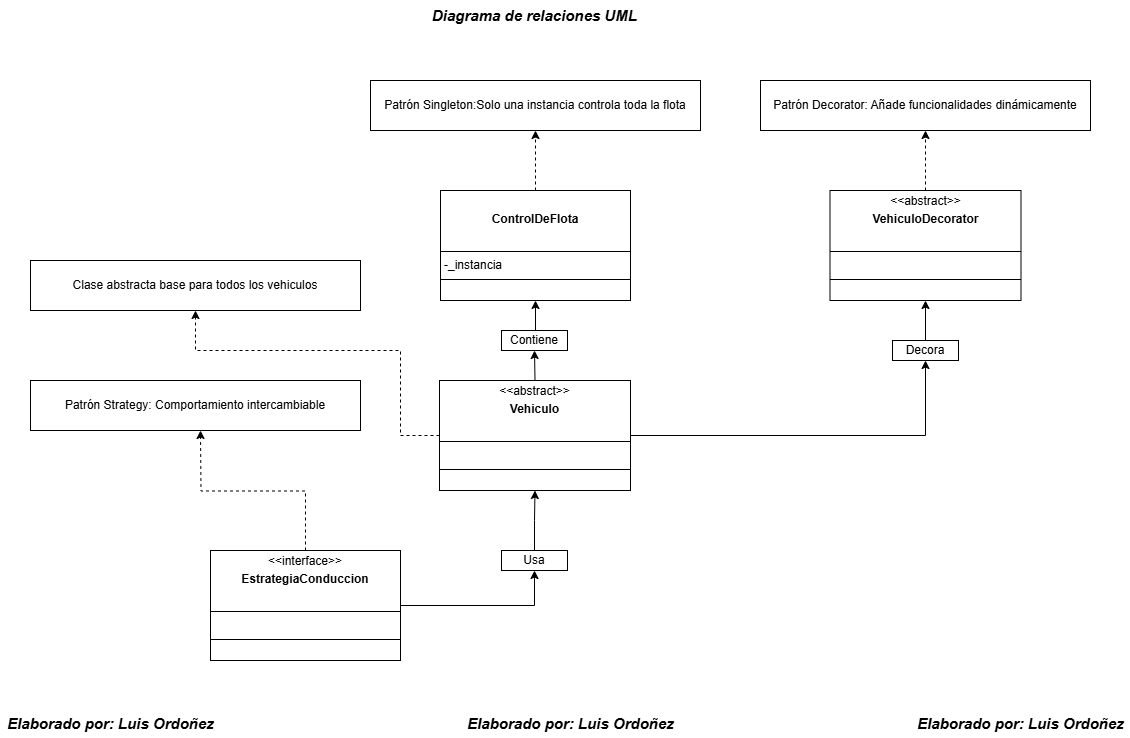 Diagrama de relaciones UML
Patrón Singleton:Solo una instancia controla toda la flota
Patrón Decorator: Añade funcionalidades dinámicamente
ControlDeFlota
-_instancia
<<abstract>>
VehiculoDecorator
Clase abstracta base para todos los vehiculos
Contiene
Decora
Patrón Strategy: Comportamiento intercambiable
<<abstract>>
Vehiculo
<<interface>>
EstrategiaConduccion
Usa
Elaborado por: Luis Ordoñez
Elaborado por: Luis Ordoñez
Elaborado por: Luis Ordoñez